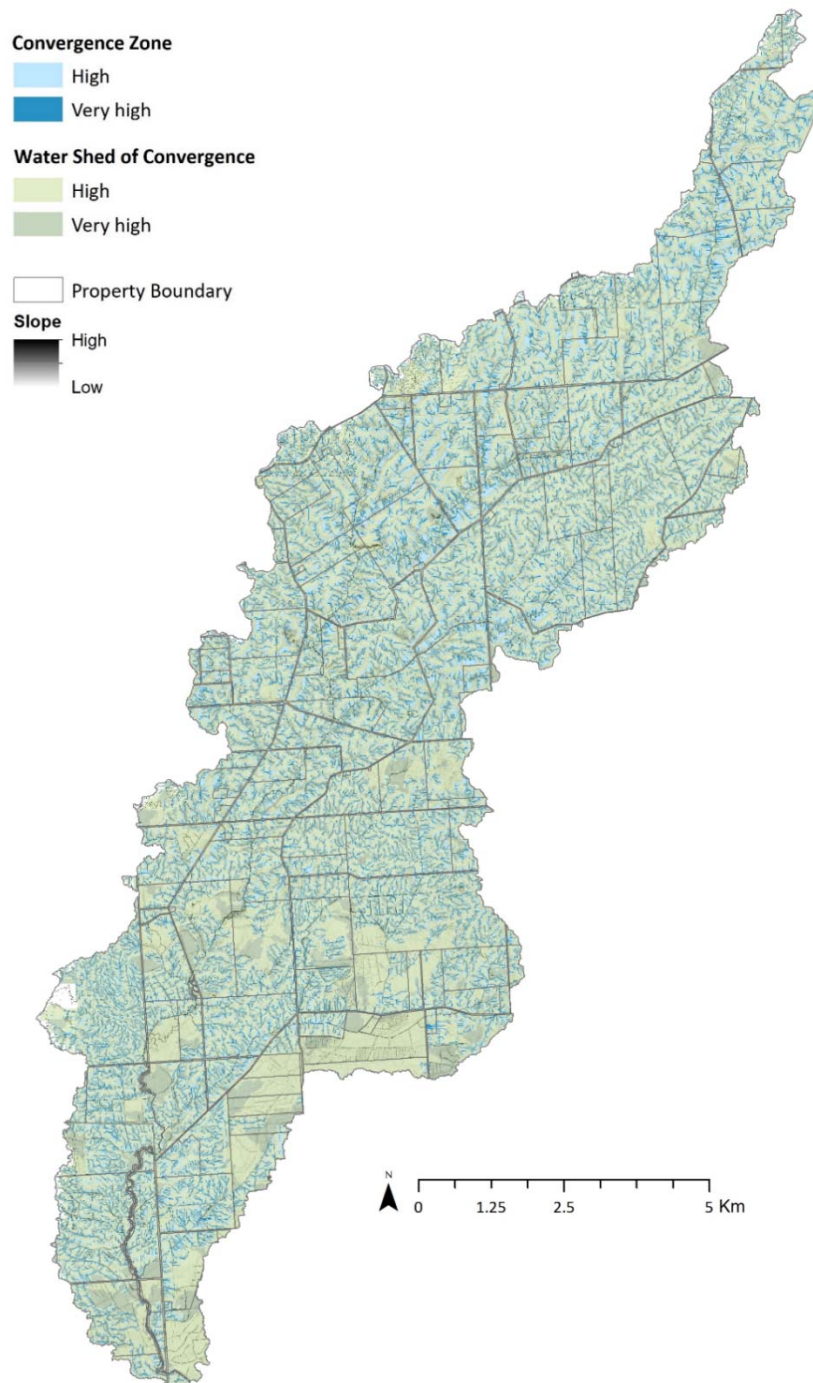 Convergence Zone
High
Very high
Water Shed of Convergence
High
Very high
Property Boundary
Slope
High
Low
N
0 1.25 2.5 5 Km